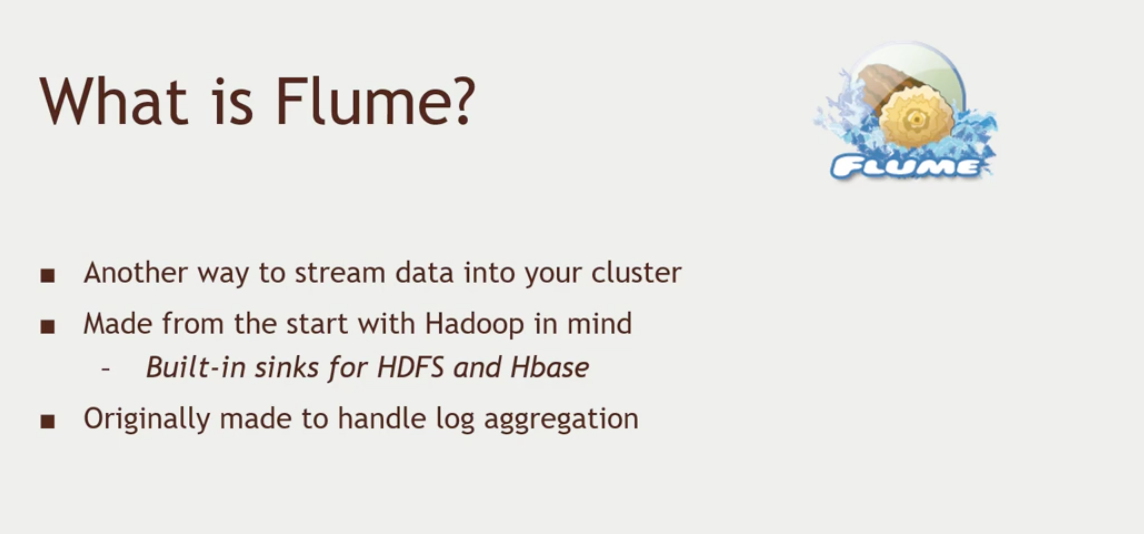 What is Flume?
FLUME
■ Another way to stream data into your cluster
■ Made from the start with Hadoop in mind
– Built-in sinks for HDFS and Hbase
■ Originally made to handle log aggregation